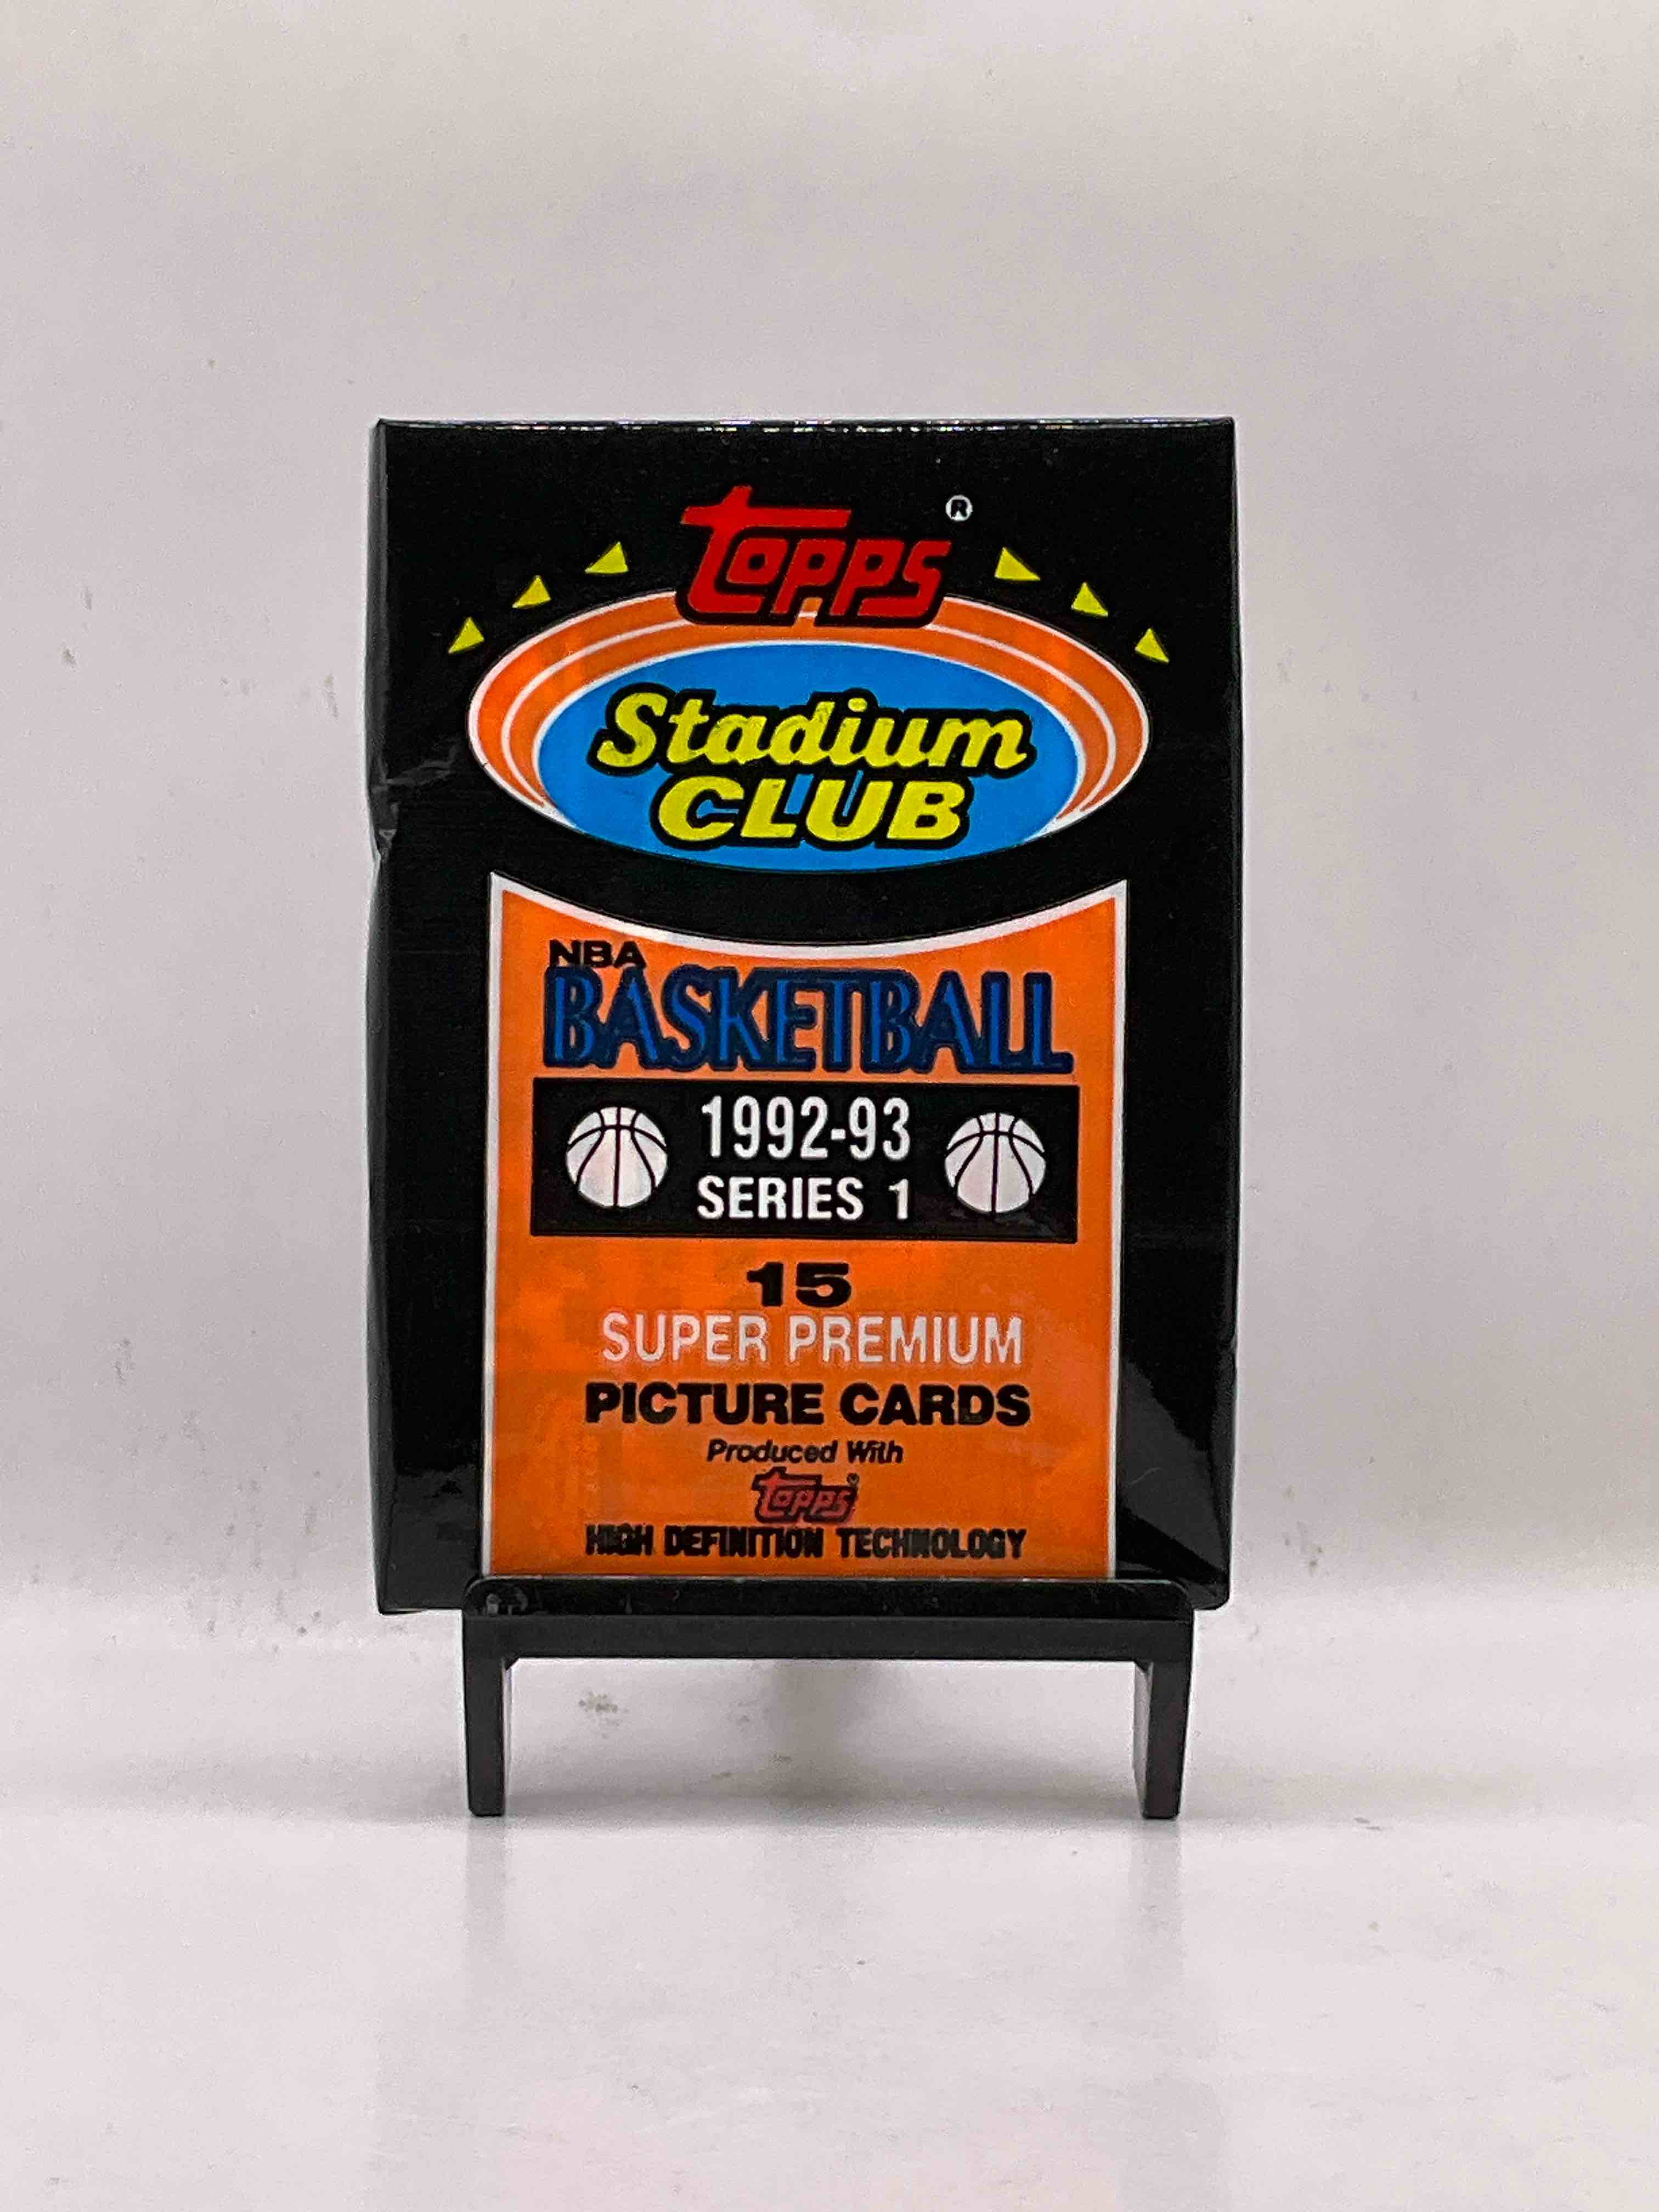 Topps ®
Stadium
CLUB
NBA
BASKETBALL
1992-93
SERIES 1
15
SUPER PREMIUM
PICTURE CARDS
Produced With
Topps®
HIGH DEFINITION TECHNOLOGY